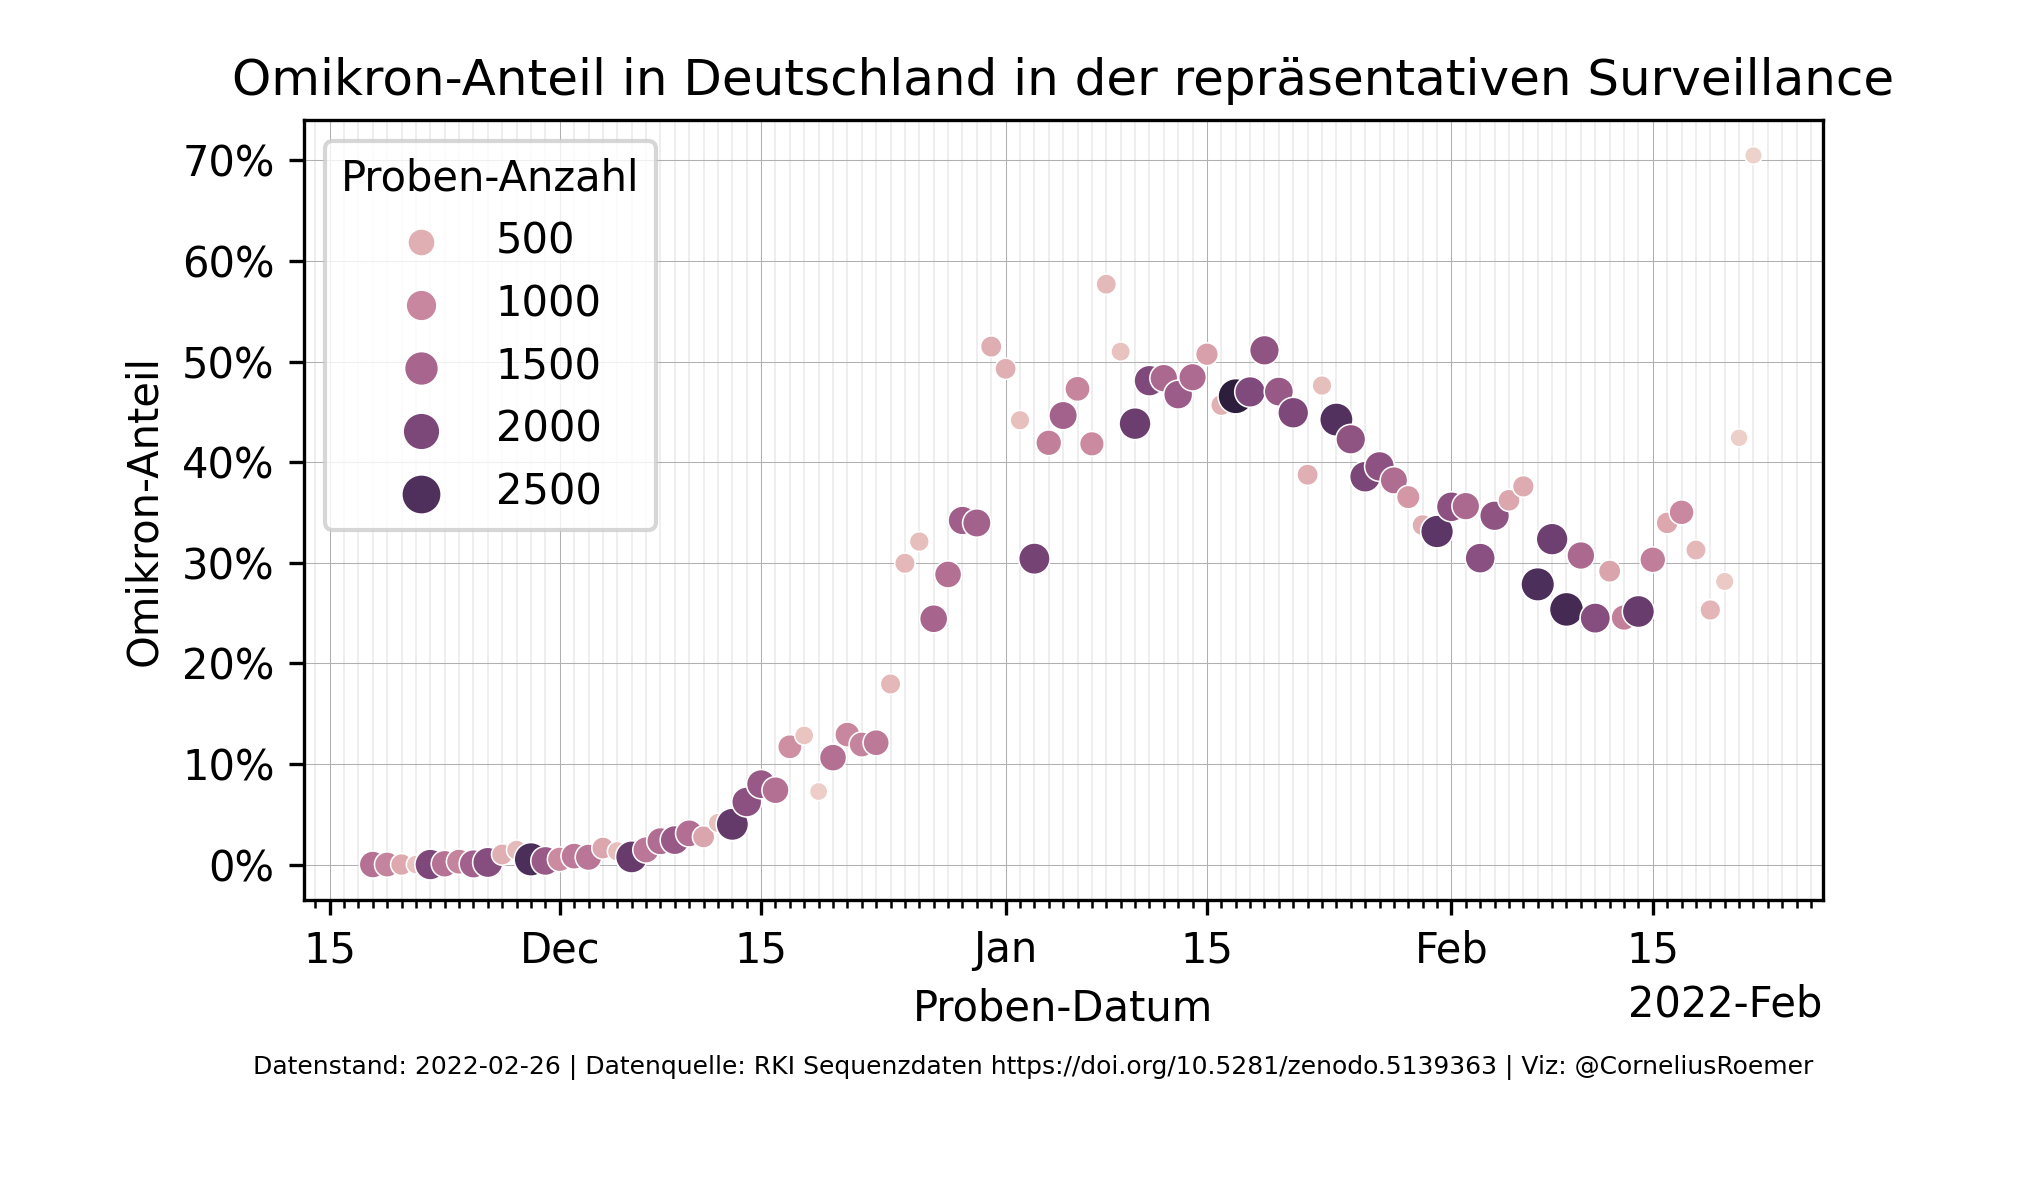 Omikron-Anteil in Deutschland in der repräsentativen Surveillance
Omikron-Anteil
70%
60%
50%
40%
30%
20%
10%
0%
Proben-Anzahl
500
1000
1500
2000
2500
15 Dec 15 Jan 15 Feb 15
Proben-Datum
2022-Feb
Datenstand: 2022-02-26 | Datenquelle: RKI Sequenzdaten https://doi.org/10.5281/zenodo.5139363 | Viz: @CorneliusRoemer